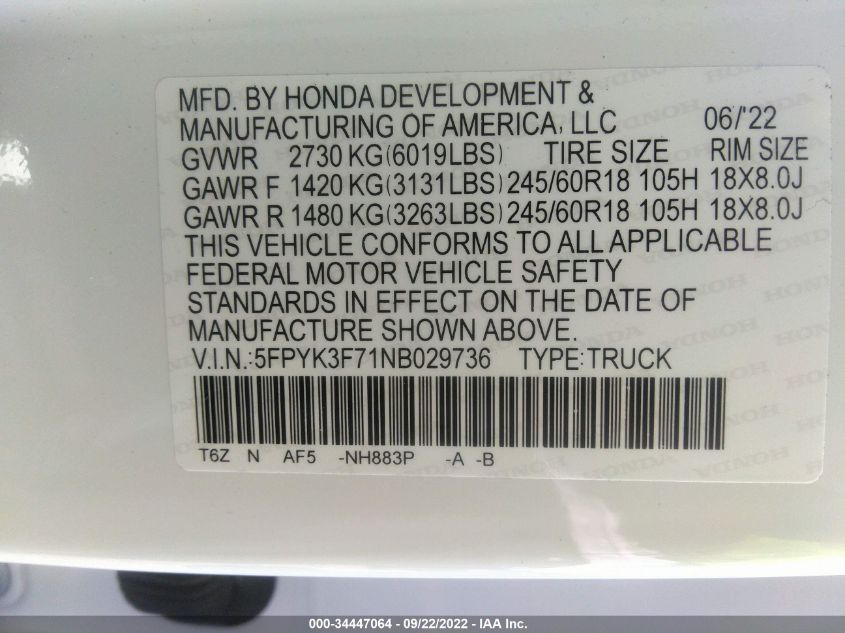 MFD. BY HONDA DEVELOPMENT &
MANUFACTURING OF AMERICA, LLC 06/'22
GVWR 2730 KG(6019LBS) TIRE SIZE RIM SIZE
GAWR F 1420 KG(3131LBS) 245/60R18 105H 18X8.0J
GAWR R 1480 KG(3263LBS) 245/60R18 105H 18X8.0J
THIS VEHICLE CONFORMS TO ALL APPLICABLE
FEDERAL MOTOR VEHICLE SAFETY
STANDARDS IN EFFECT ON THE DATE OF
MANUFACTURE SHOWN ABOVE.
V.I.N.:5FPYK3F71NB029736 TYPE:TRUCK
T6Z N AF5 -NH883P -A -B
000-34447064 - 09/22/2022 - IAA Inc.